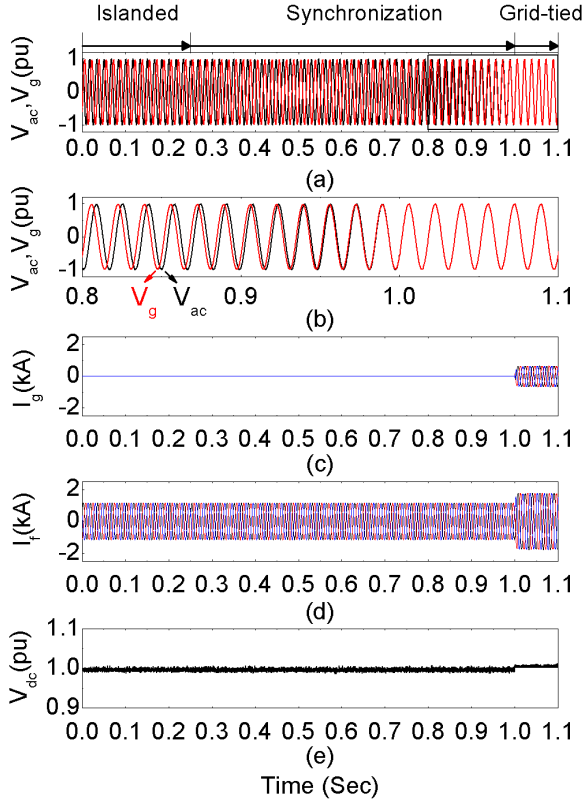 Islanded Synchronization Grid-tied
V_ac, V_g (pu)
1
0
-1
0.0 0.1 0.2 0.3 0.4 0.5 0.6 0.7 0.8 0.9 1.0 1.1
(a)
V_ac, V_g (pu)
1
0
-1
0.8 0.9 1.0 1.1
V_g V_ac
(b)
I_g(kA)
2
0
-2
0.0 0.1 0.2 0.3 0.4 0.5 0.6 0.7 0.8 0.9 1.0 1.1
(c)
I_f(kA)
2
0
-2
0.0 0.1 0.2 0.3 0.4 0.5 0.6 0.7 0.8 0.9 1.0 1.1
(d)
V_dc(pu)
1.1
1.0
0.9
0.0 0.1 0.2 0.3 0.4 0.5 0.6 0.7 0.8 0.9 1.0 1.1
(e)
Time (Sec)